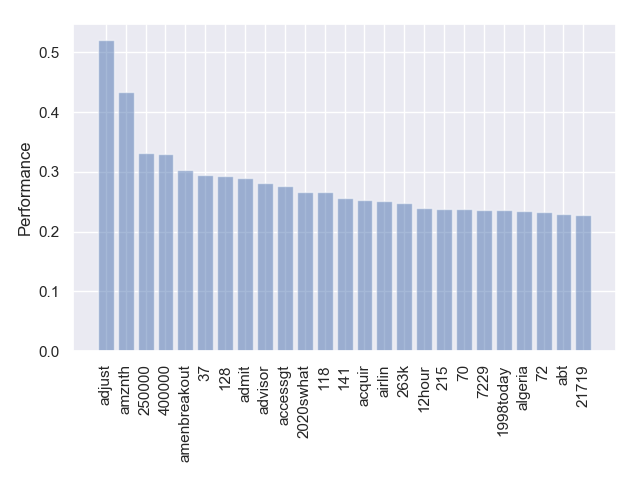 0.5
0.4
0.3
0.2
0.1
0.0
Performance
adjust
amznth
250000
400000
amenbreakout
37
128
admit
advisor
accessgt
2020swhat
118
141
acquir
airlin
263k
12hour
215
70
7229
1998today
algeria
72
abt
21719